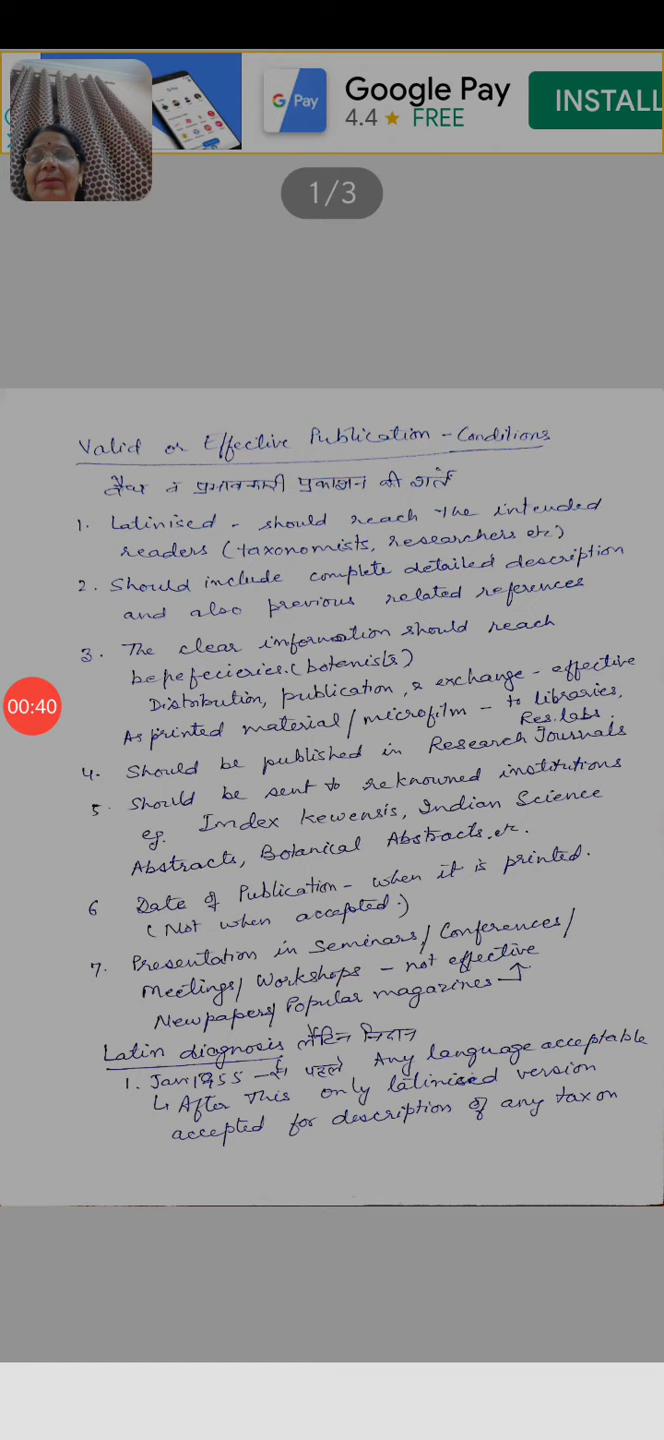 Google Pay
G Pay
4.4 ★ FREE
INSTALL
1/3
Valid or Effective Publication - Conditions
वैध व प्रभावकारी प्रकाशन की शर्तें
1. Latinised - should reach the intended
readers (taxonomists, researchers etc)
2. Should include complete detailed description
and also previous related references
3. The clear information should reach
bepefecieries. (botanists)
Distribution, publication, & exchange - effective
As printed material/microfilm - to libraries,
Res. labs.
4. Should be published in Research Journals
5. Should be sent to reknowned institutions
eg. Index Kewensis, Indian Science
Abstracts, Botanical Abstracts, etc.
00:40
6 Date of Publication - when it is printed.
(Not when accepted.)
7. Presentation in Seminars/Conferences/
Meetings/Workshops - not effective
Newpapers/Popular magazines ↑
Latin diagnosis लैटिन निदान
1. Jan 1955 - से पहले Any language acceptable
↳ After this only latinised version
accepted for description of any taxon